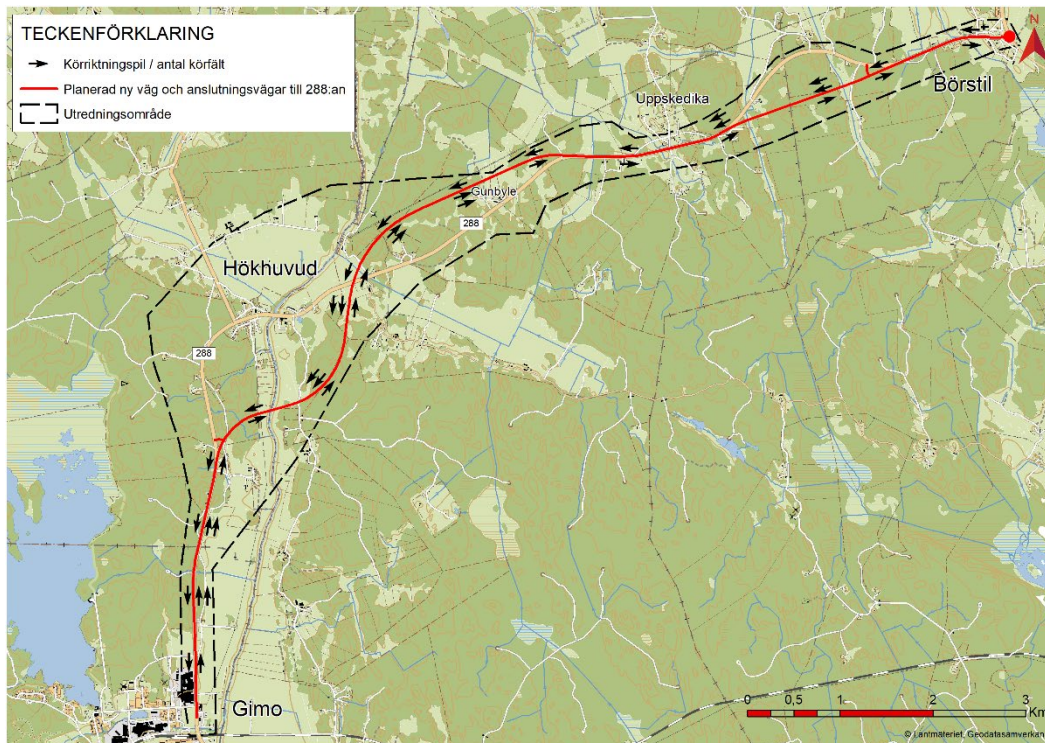 TECKENFÖRKLARING
Körriktningspil / antal körfält
Planerad ny väg och anslutningsvägar till 288:an
Utredningsområde
N
Börstil
Uppskedika
Gunbyle
288
Hökhuvud
288
Gimo
0 0,5 1 2 3
Km
© Lantmäteriet, Geodatasamverkan